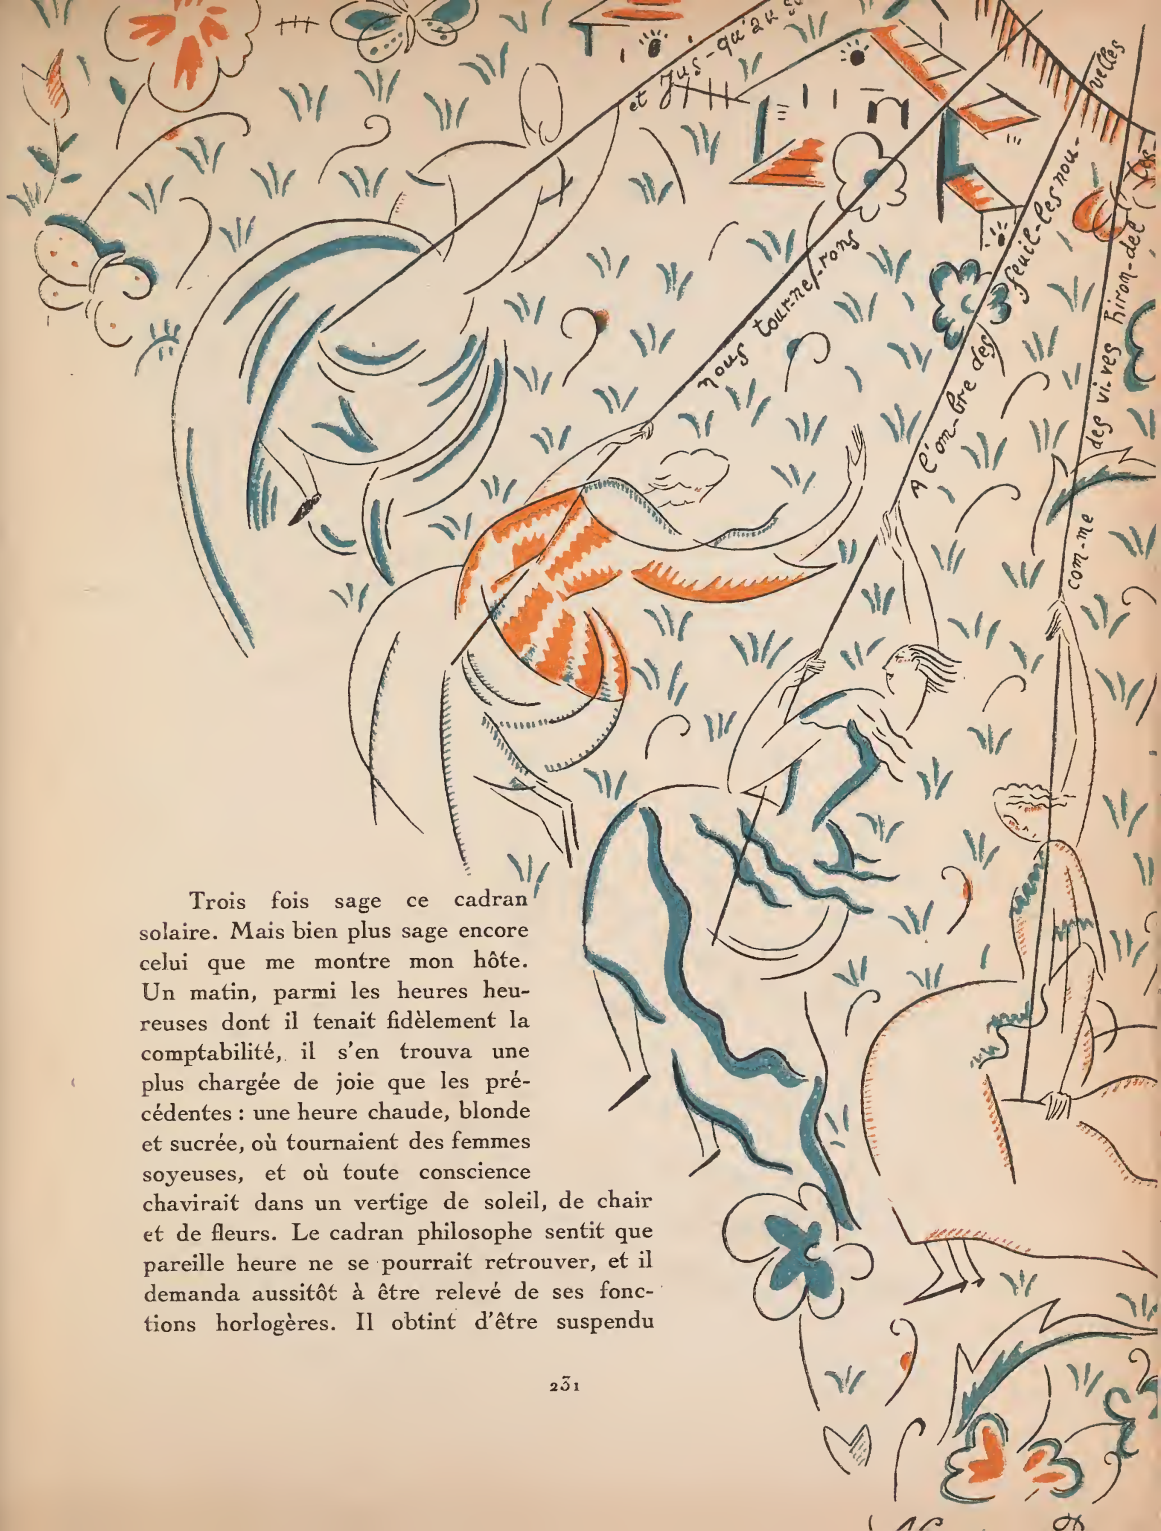 et Jus-qu'au
nous tour-ne-rons
A l'om-bre des feuil-les nou-
velles
com-me des vi-ves hiron-del
Trois fois sage ce cadran
solaire. Mais bien plus sage encore
celui que me montre mon hôte.
Un matin, parmi les heures heu-
reuses dont il tenait fidèlement la
comptabilité, il s'en trouva une
plus chargée de joie que les pré-
cédentes : une heure chaude, blonde
et sucrée, où tournaient des femmes
soyeuses, et où toute conscience
chavirait dans un vertige de soleil, de chair
et de fleurs. Le cadran philosophe sentit que
pareille heure ne se pourrait retrouver, et il
demanda aussitôt à être relevé de ses fonc-
tions horlogères. Il obtint d'être suspendu
231